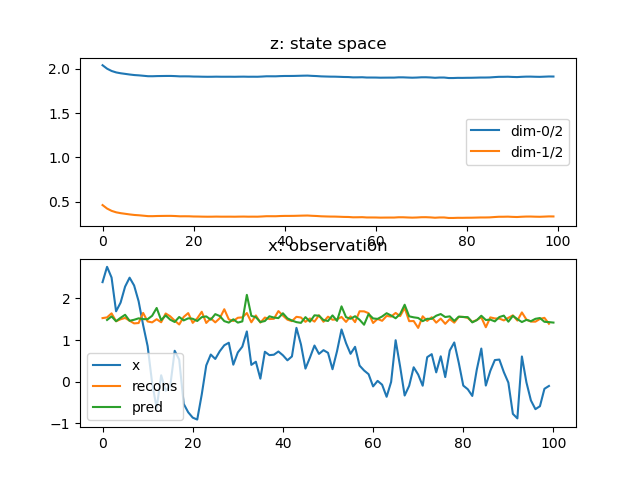 z: state space
2.0
1.5
1.0
0.5
dim-0/2
dim-1/2
0 20 40 60 80 100
x: observation
2
1
0
−1
x
recons
pred
0 20 40 60 80 100